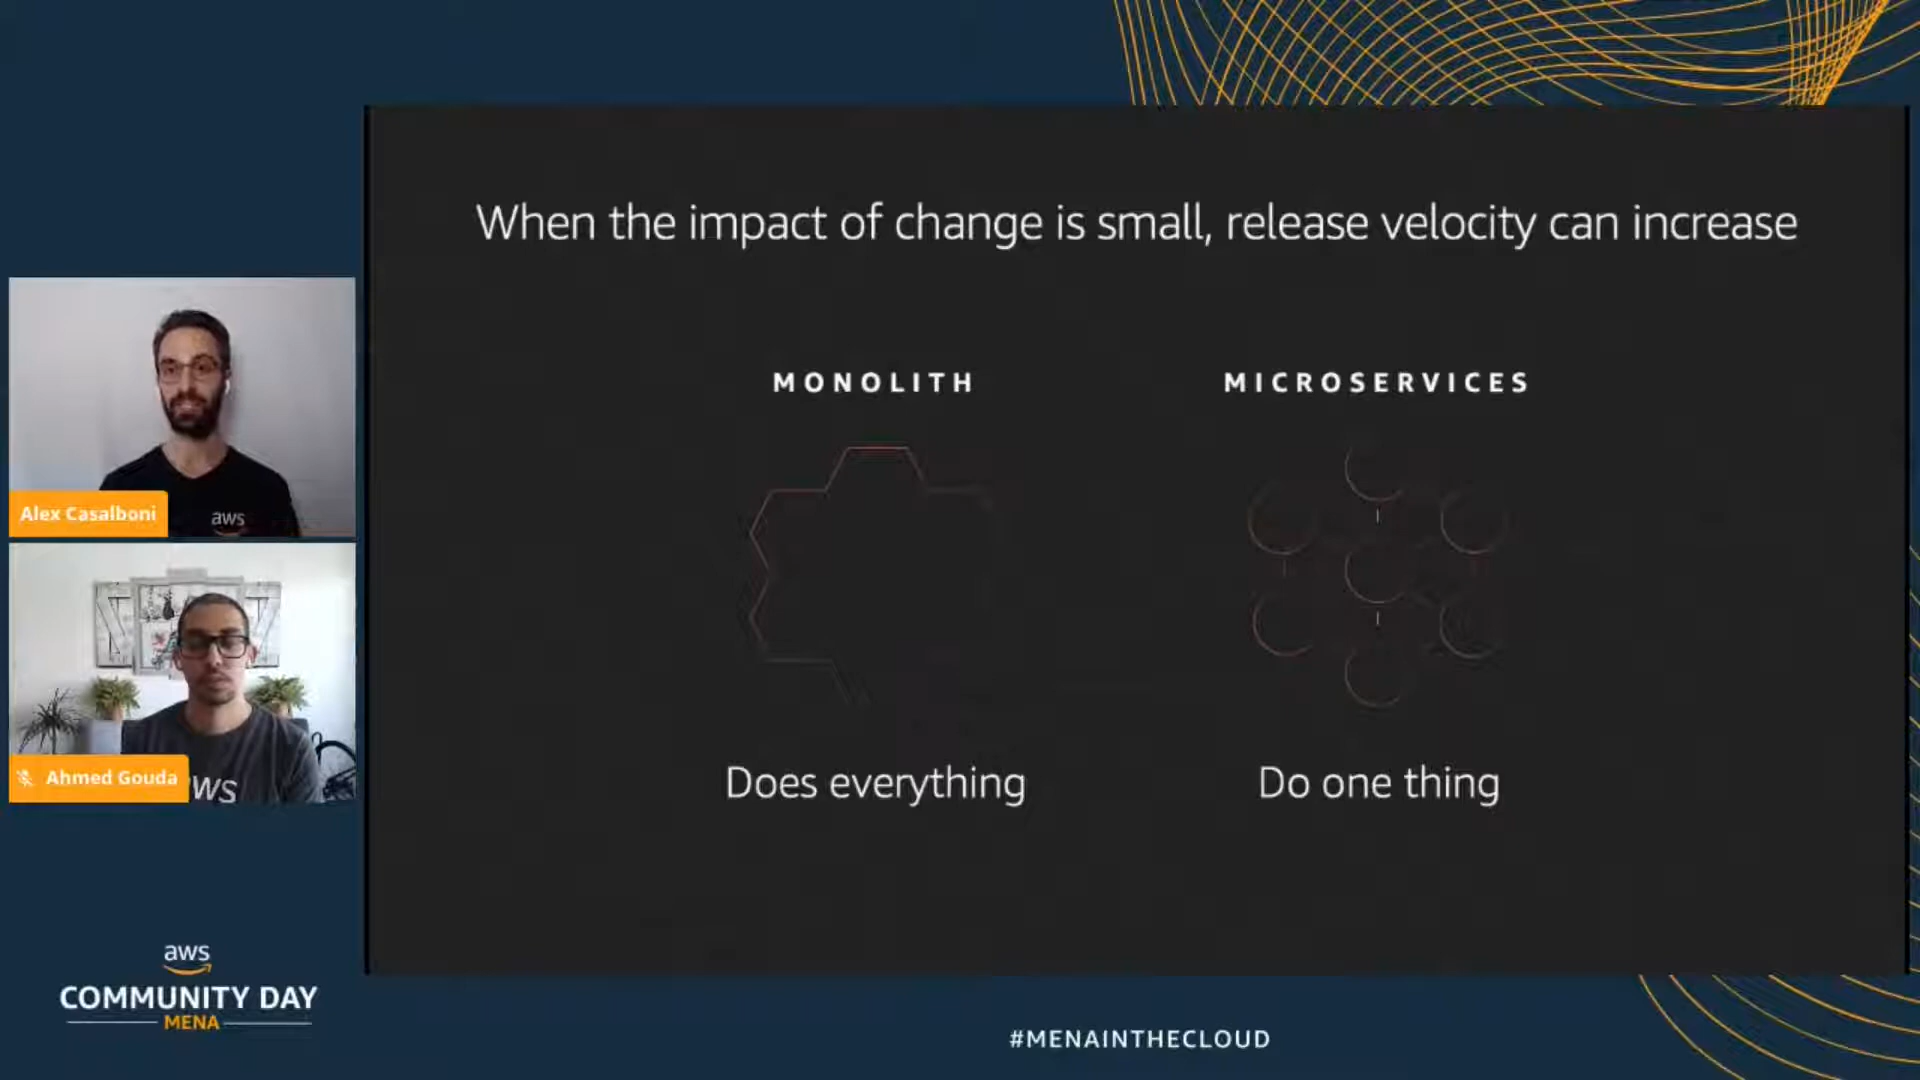 When the impact of change is small, release velocity can increase
MONOLITH
MICROSERVICES
Does everything
Do one thing
aws
Alex Casalboni
ws
Ahmed Gouda
aws
COMMUNITY DAY
MENA
#MENAINTHECLOUD